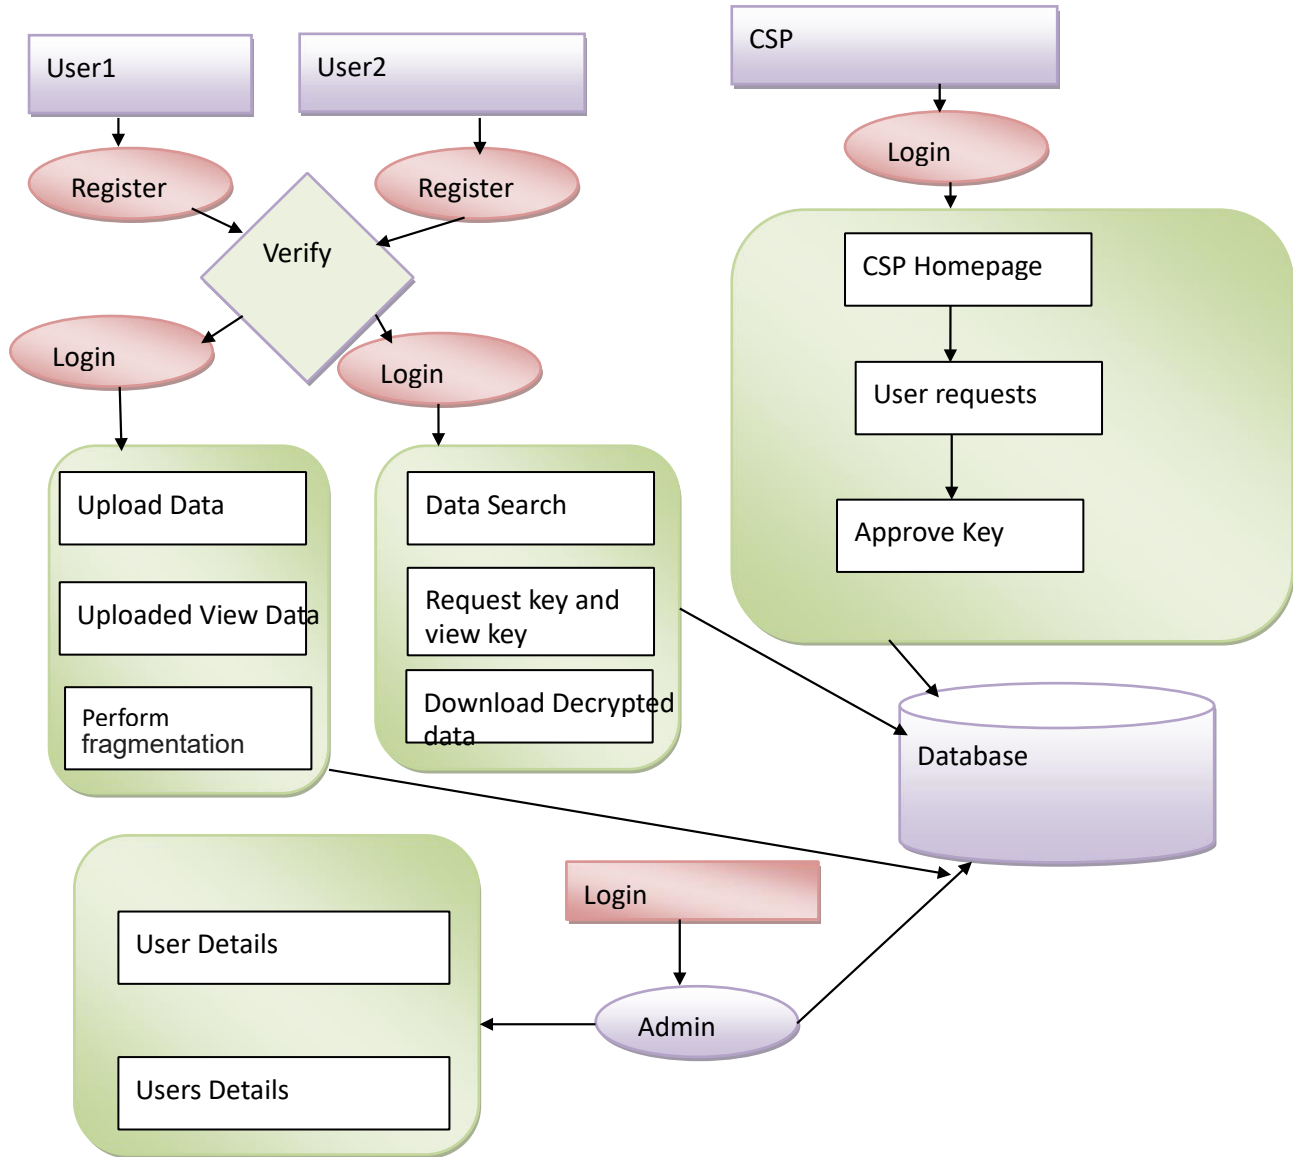 User1
User2
CSP
Register
Register
Login
Verify
Login
Login
CSP Homepage
User requests
Approve Key
Upload Data
Uploaded View Data
Perform
fragmentation
Data Search
Request key and
view key
Download Decrypted
data
Database
Login
Admin
User Details
Users Details